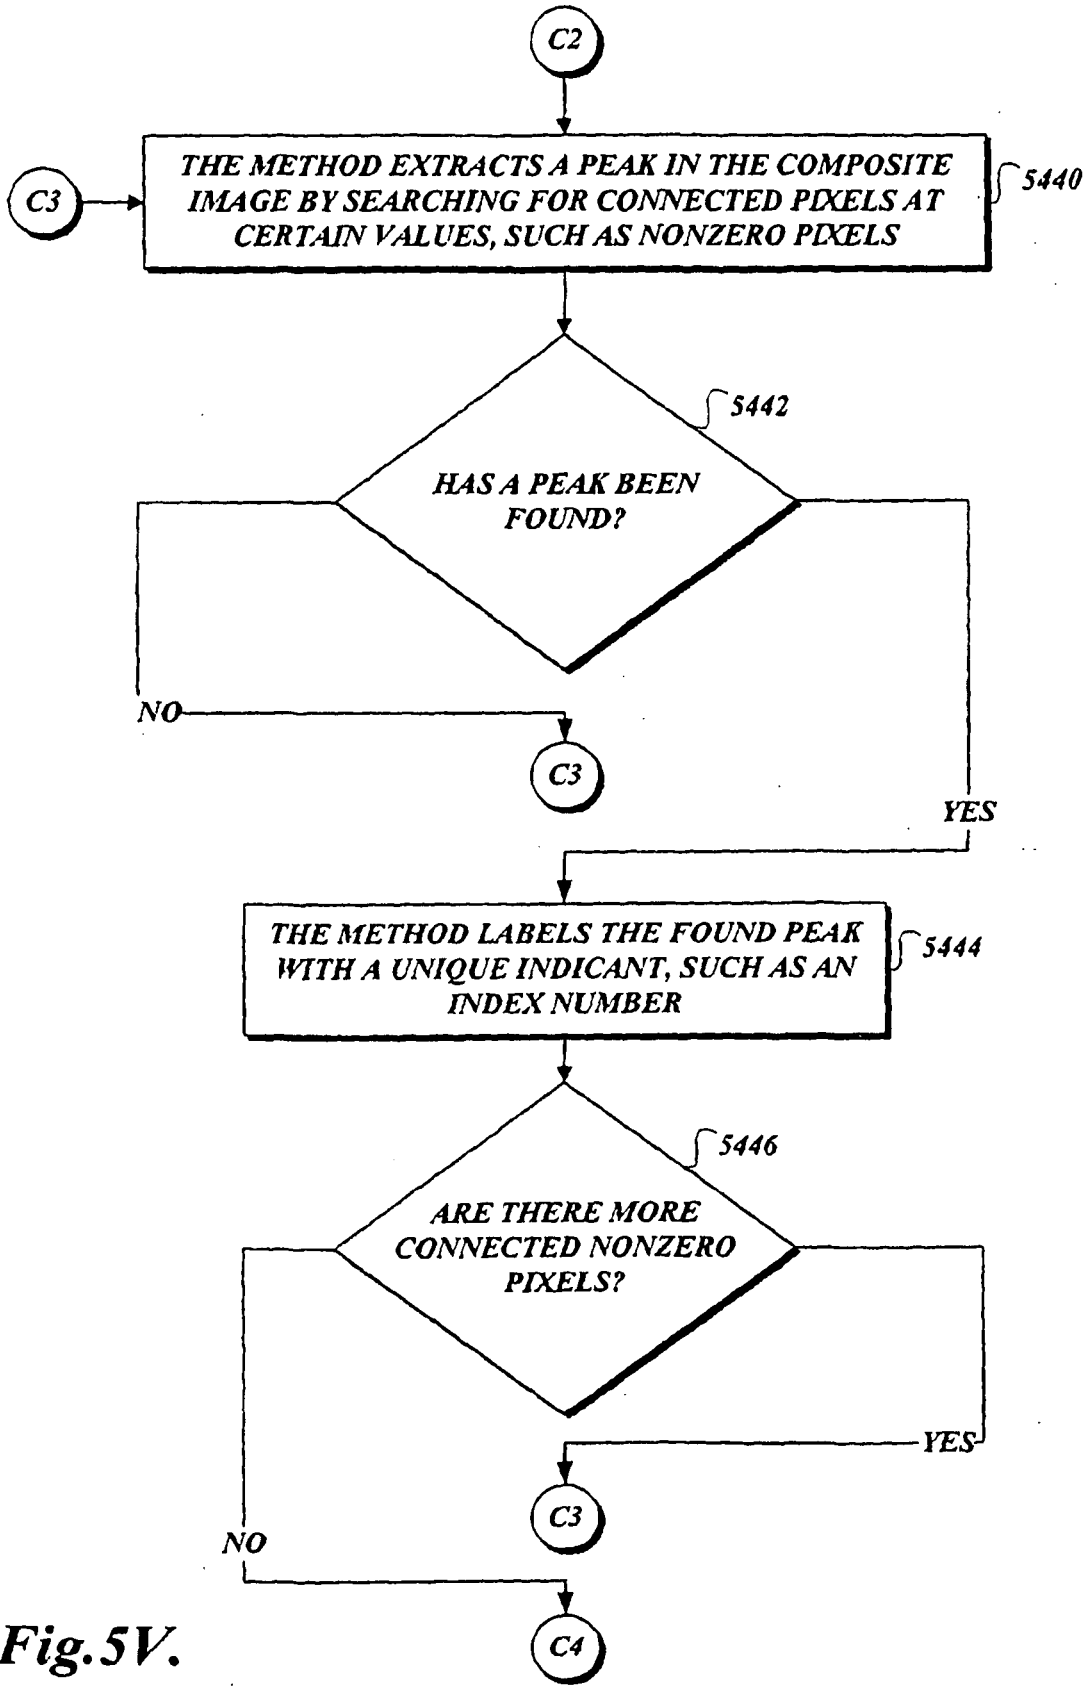 C2
C3
THE METHOD EXTRACTS A PEAK IN THE COMPOSITE
IMAGE BY SEARCHING FOR CONNECTED PIXELS AT
CERTAIN VALUES, SUCH AS NONZERO PIXELS
5440
5442
HAS A PEAK BEEN
FOUND?
NO
C3
YES
THE METHOD LABELS THE FOUND PEAK
WITH A UNIQUE INDICANT, SUCH AS AN
INDEX NUMBER
5444
5446
ARE THERE MORE
CONNECTED NONZERO
PIXELS?
YES
C3
NO
C4
Fig.5V.